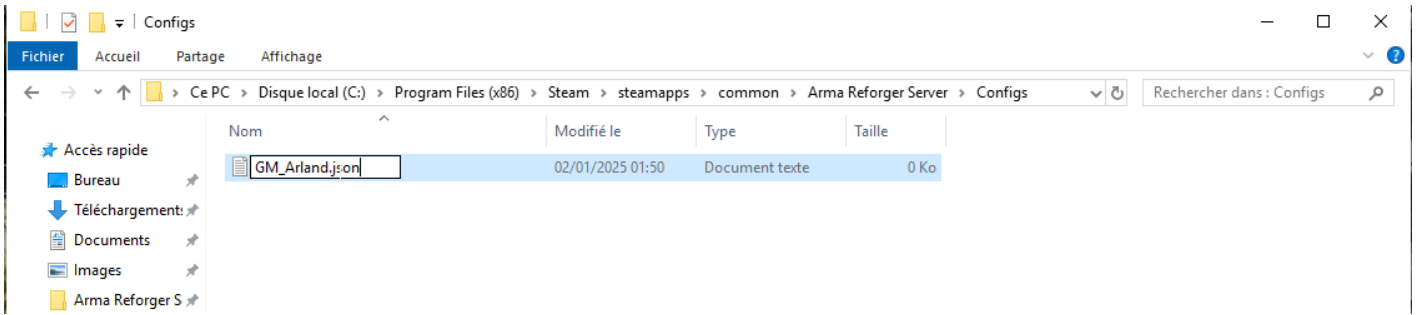 Configs
Fichier Accueil Partage Affichage
Ce PC > Disque local (C:) > Program Files (x86) > Steam > steamapps > common > Arma Reforger Server > Configs
Rechercher dans : Configs
Nom Modifié le Type Taille
Accès rapide
GM_Arland.json 02/01/2025 01:50 Document texte 0 Ko
Bureau
Téléchargement
Documents
Images
Arma Reforger S